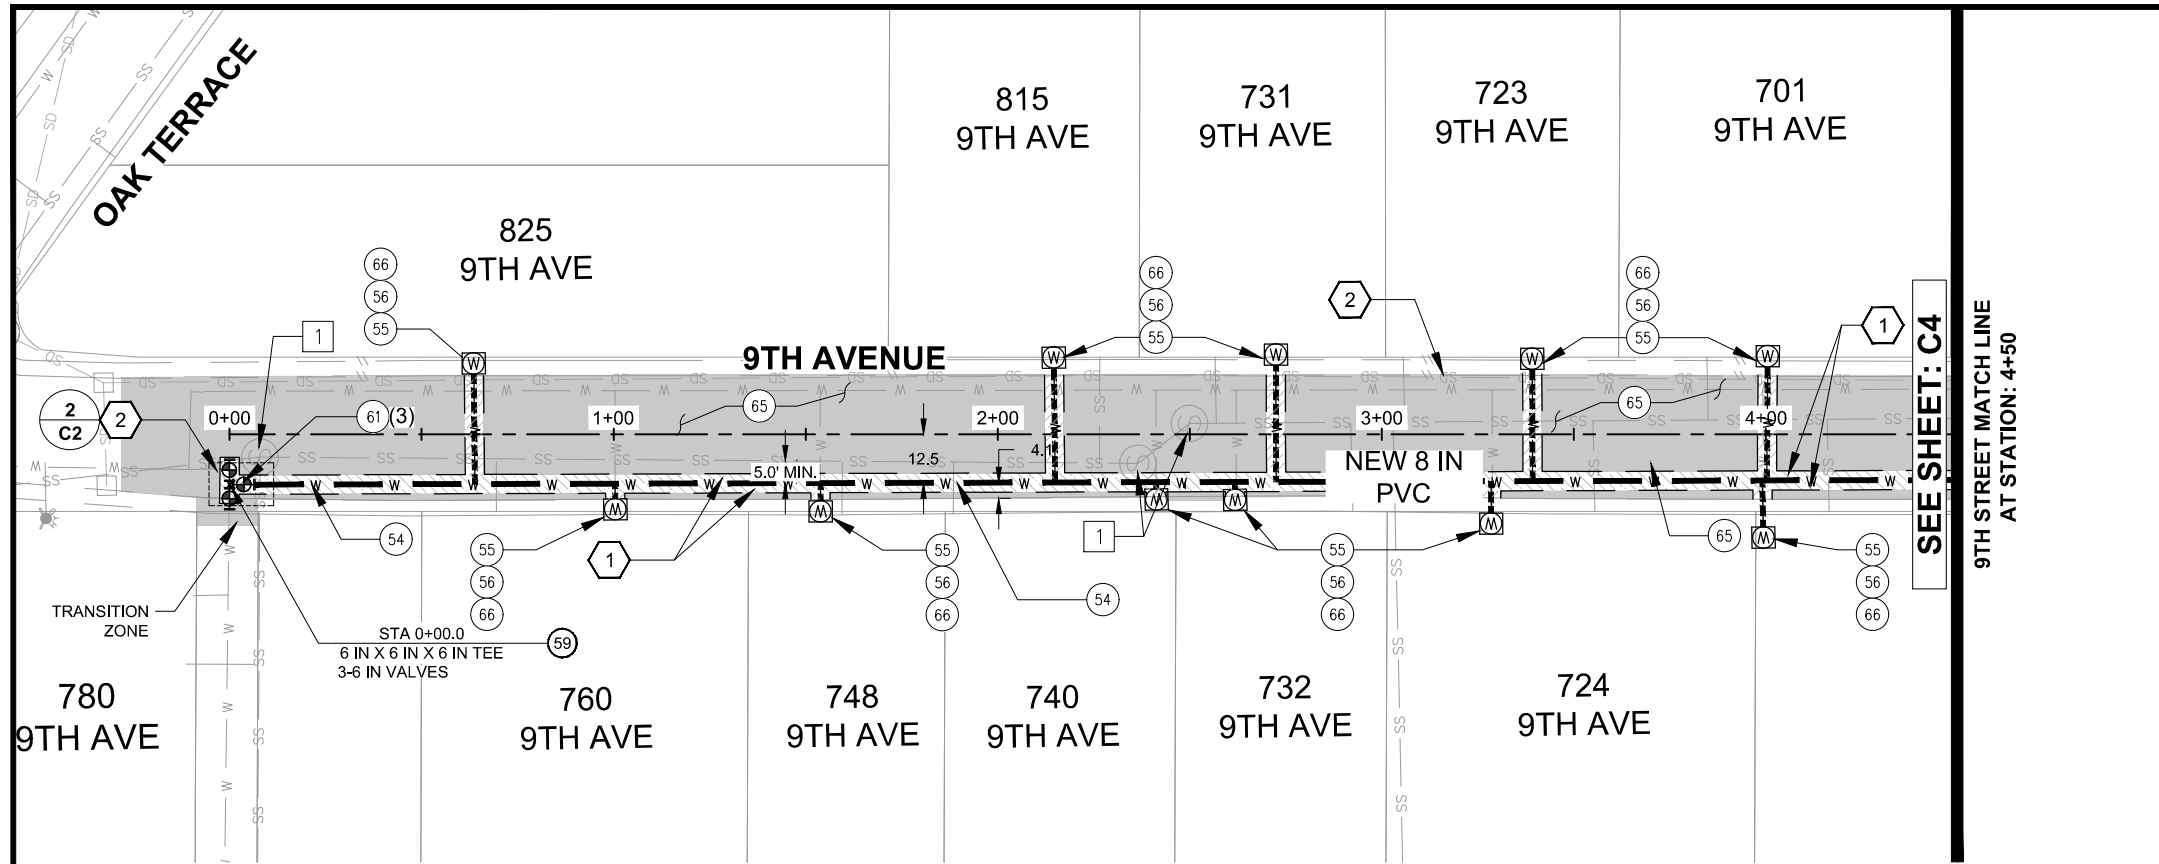 OAK TERRACE
815
9TH AVE
731
9TH AVE
723
9TH AVE
701
9TH AVE
825
9TH AVE
66
56
55
66
56
55
66
56
55
1
2
1
9TH AVENUE
2
C2
2
0+00
61 (3)
1+00
65
2+00
3+00
65
4+00
5.0' MIN.
12.5
4.1
NEW 8 IN
PVC
54
55
56
66
1
55
56
66
54
1
55
56
66
65
55
56
66
TRANSITION
ZONE
STA 0+00.0
6 IN X 6 IN X 6 IN TEE
3-6 IN VALVES
59
780
9TH AVE
760
9TH AVE
748
9TH AVE
740
9TH AVE
732
9TH AVE
724
9TH AVE
SEE SHEET: C4
9TH STREET MATCH LINE
AT STATION: 4+50
W
W
W
W
W
W
W
W
W
W
W
SS
SS
SS
SD
SD
SD